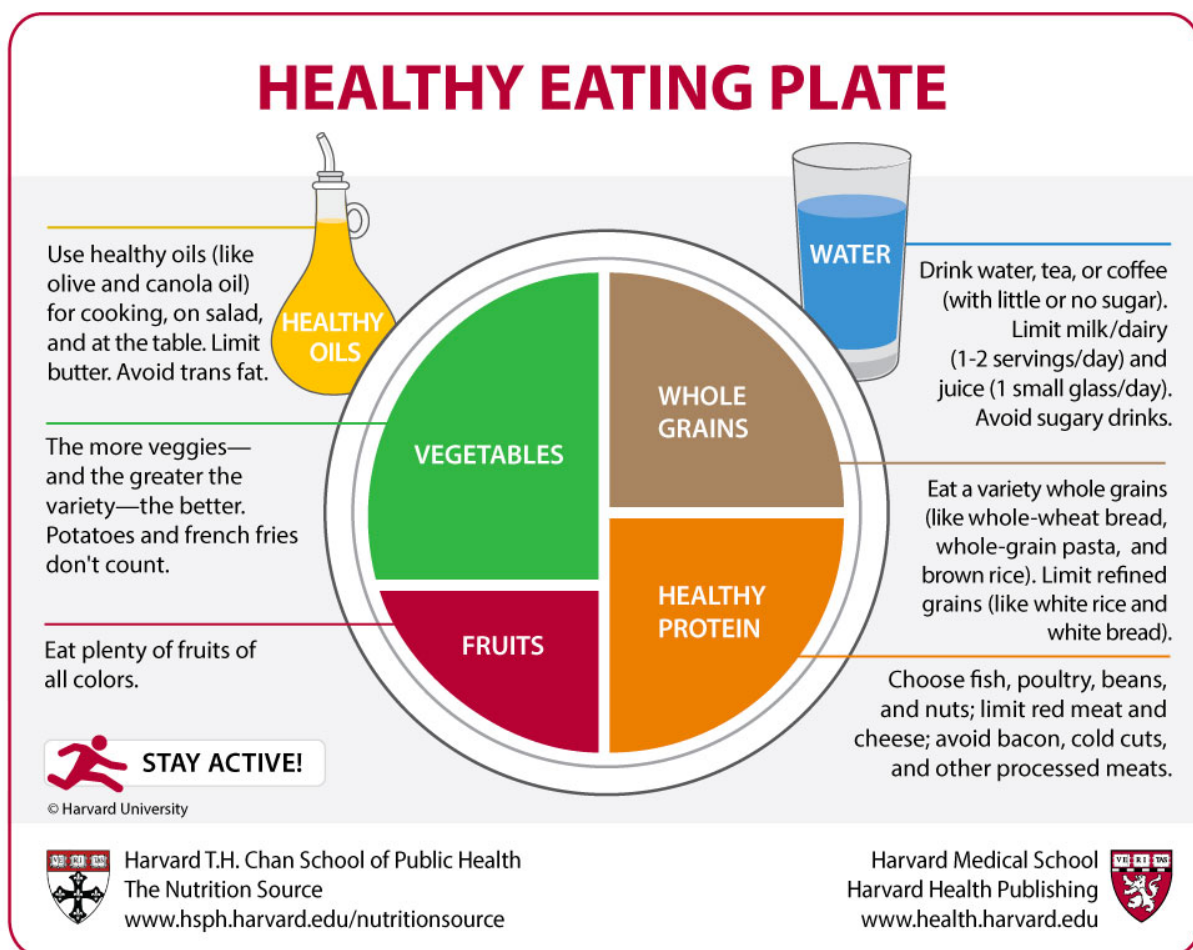 HEALTHY EATING PLATE
HEALTHY
OILS
Use healthy oils (like
olive and canola oil)
for cooking, on salad,
and at the table. Limit
butter. Avoid trans fat.
The more veggies—
and the greater the
variety—the better.
Potatoes and french fries
don't count.
Eat plenty of fruits of
all colors.
VEGETABLES
FRUITS
WHOLE
GRAINS
HEALTHY
PROTEIN
WATER
Drink water, tea, or coffee
(with little or no sugar).
Limit milk/dairy
(1-2 servings/day) and
juice (1 small glass/day).
Avoid sugary drinks.
Eat a variety whole grains
(like whole-wheat bread,
whole-grain pasta, and
brown rice). Limit refined
grains (like white rice and
white bread).
Choose fish, poultry, beans,
and nuts; limit red meat and
cheese; avoid bacon, cold cuts,
and other processed meats.
STAY ACTIVE!
© Harvard University
VE RI TAS
Harvard T.H. Chan School of Public Health
The Nutrition Source
www.hsph.harvard.edu/nutritionsource
Harvard Medical School
Harvard Health Publishing
www.health.harvard.edu
VE RI TAS